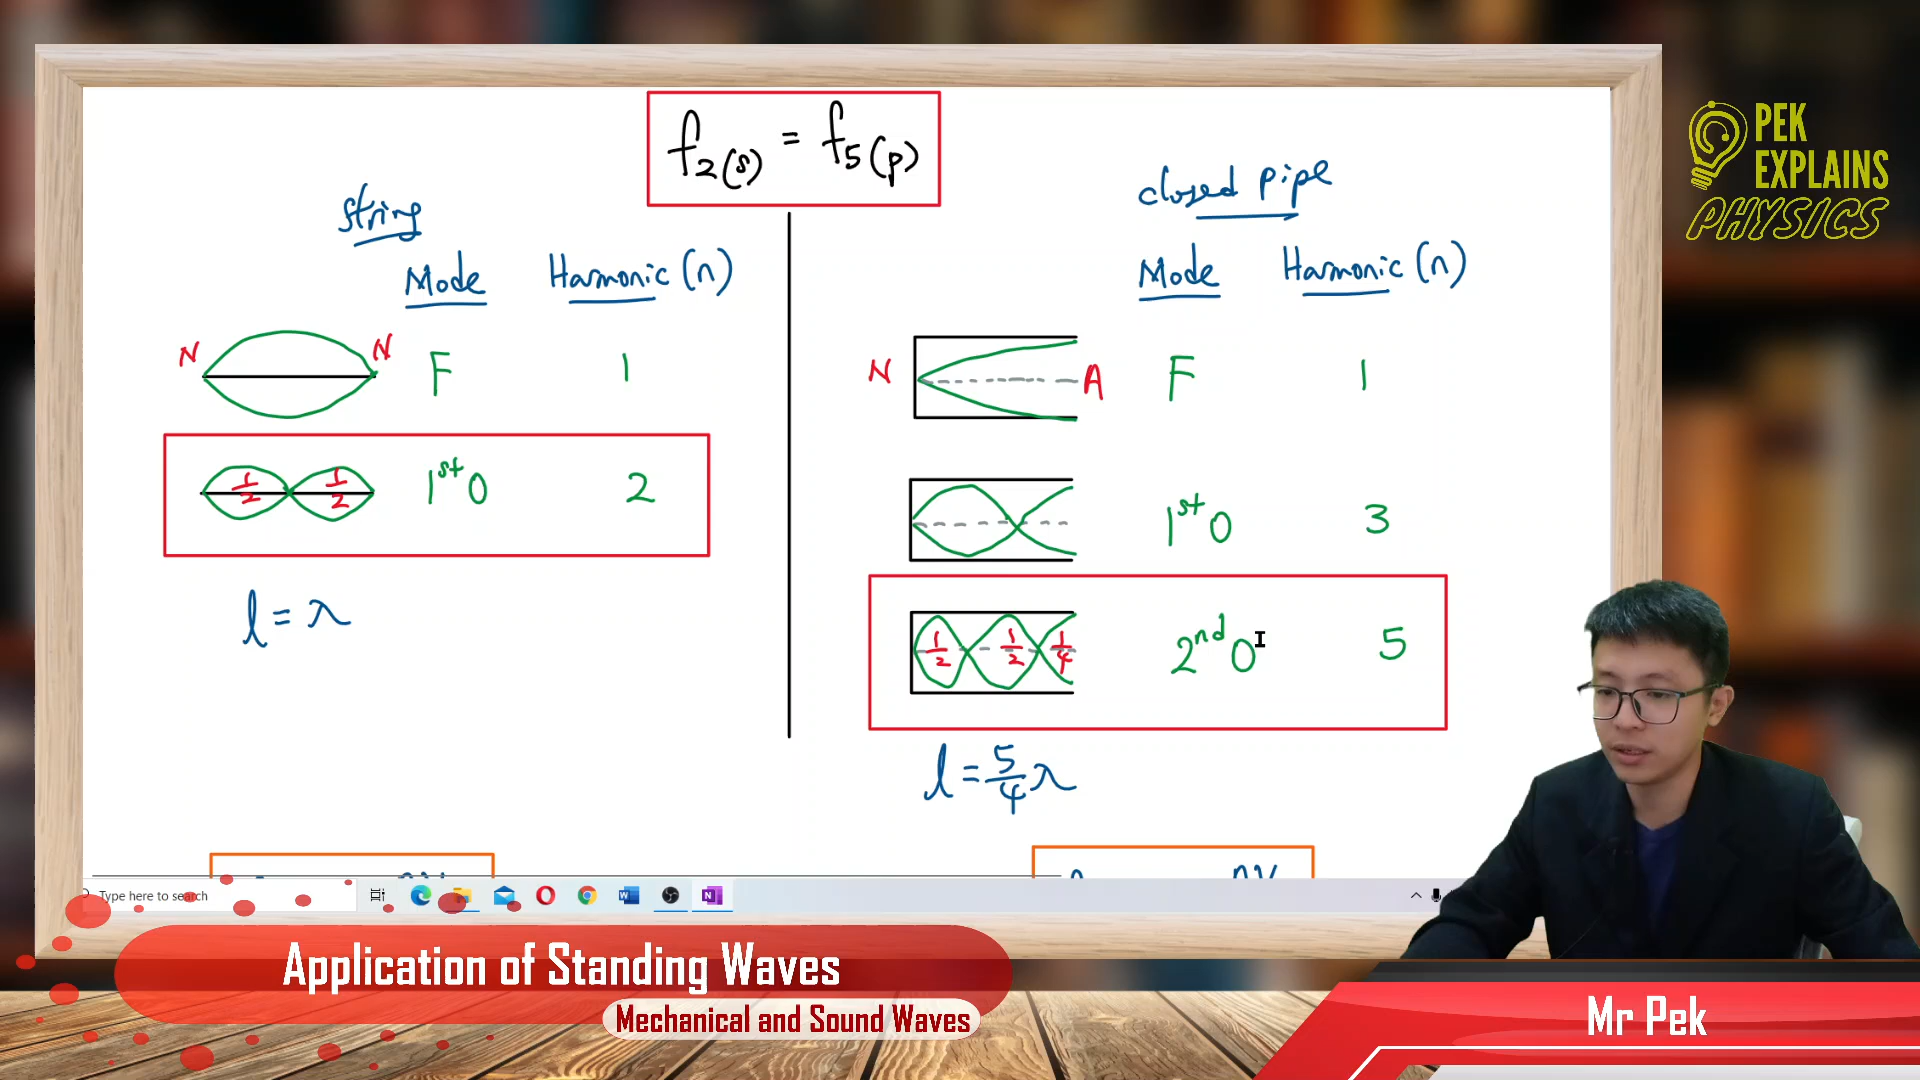 f2(s) = f5(p)
string
Mode Harmonic (n)
N N F 1
1/2 1/2 1st O 2
l = λ
closed pipe
Mode Harmonic (n)
N A F 1
1st O 3
1/2 1/2 1/4 2nd O 5
l = 5/4 λ
PEK
EXPLAINS
PHYSICS
Type here to search
Application of Standing Waves
Mechanical and Sound Waves
Mr Pek